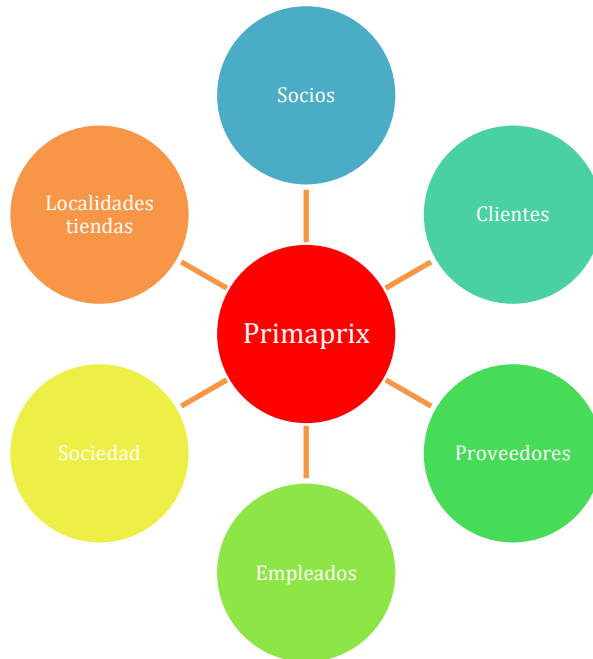 Socios
Localidades
tiendas
Clientes
Primaprix
Sociedad
Proveedores
Empleados